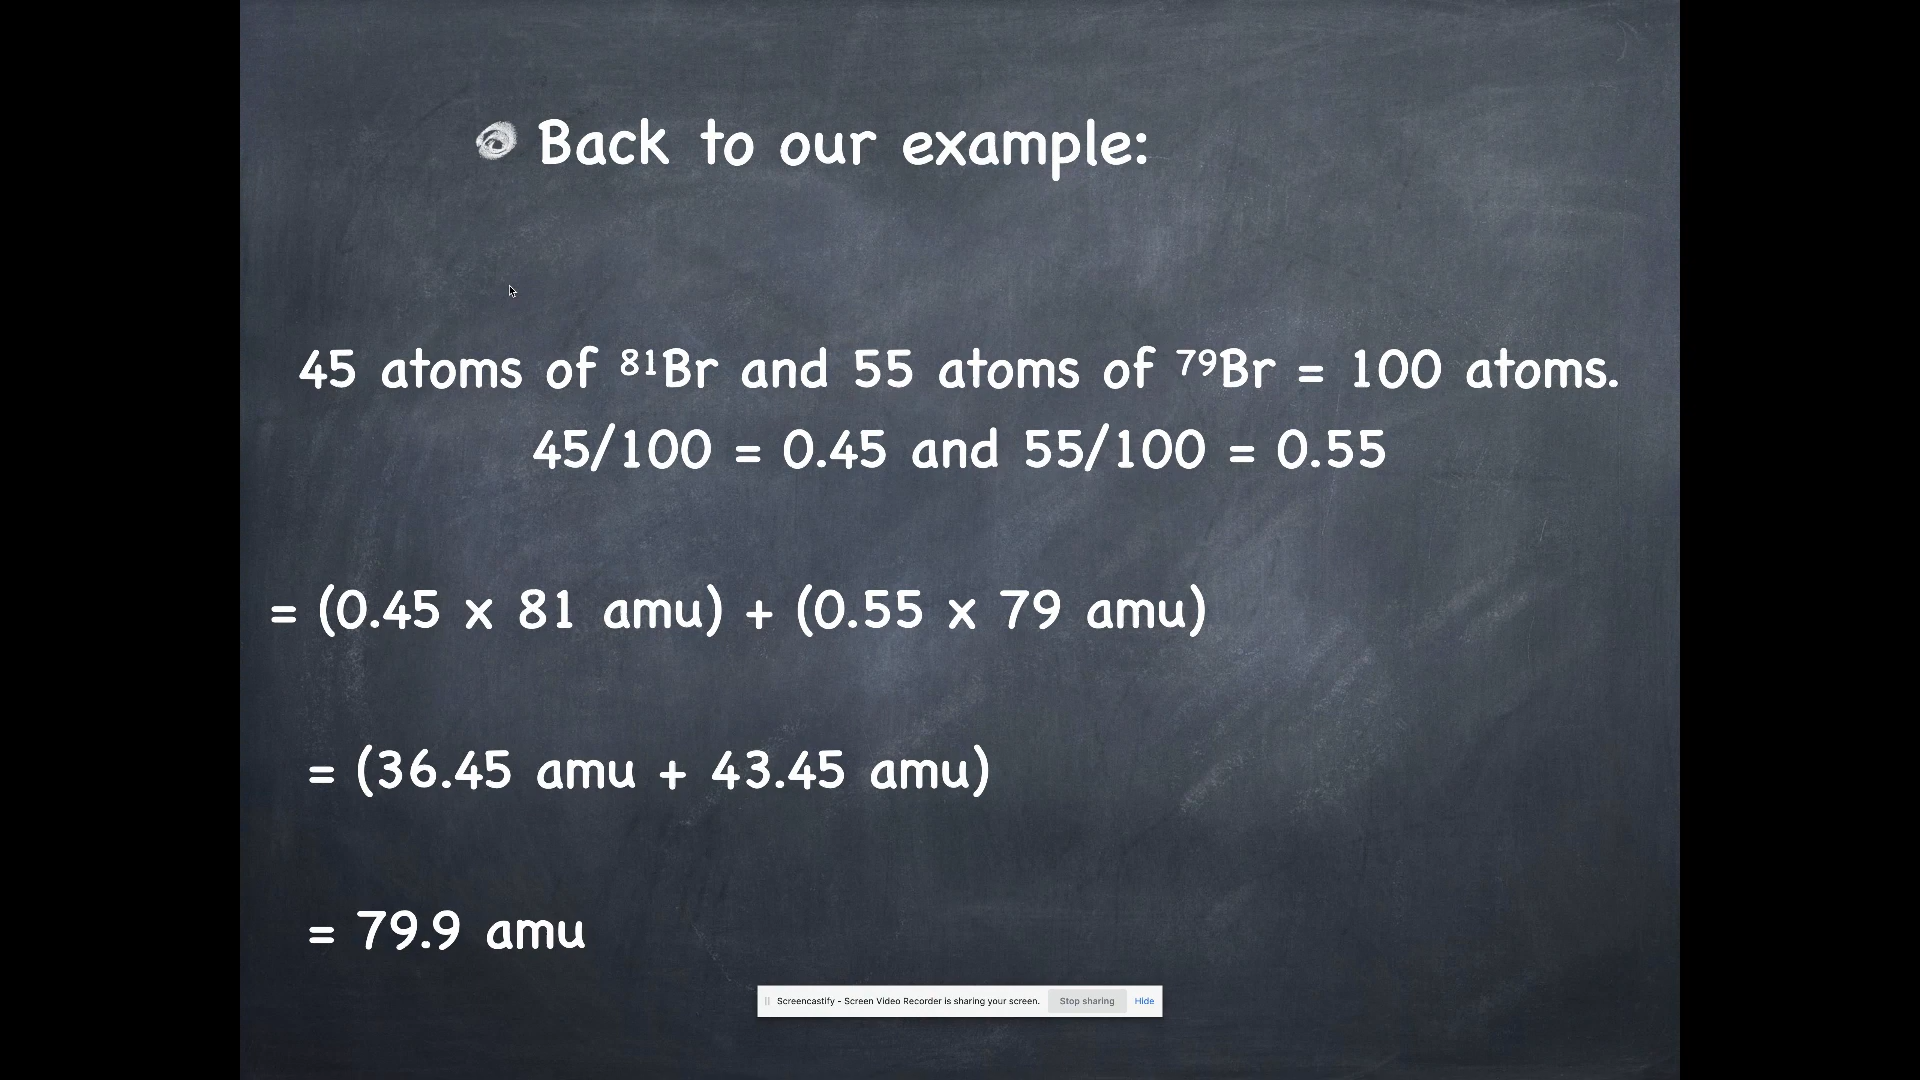 Back to our example:
45 atoms of ⁸¹Br and 55 atoms of ⁷⁹Br = 100 atoms.
45/100 = 0.45 and 55/100 = 0.55
= (0.45 x 81 amu) + (0.55 x 79 amu)
= (36.45 amu + 43.45 amu)
= 79.9 amu
Screencastify - Screen Video Recorder is sharing your screen. Stop sharing Hide